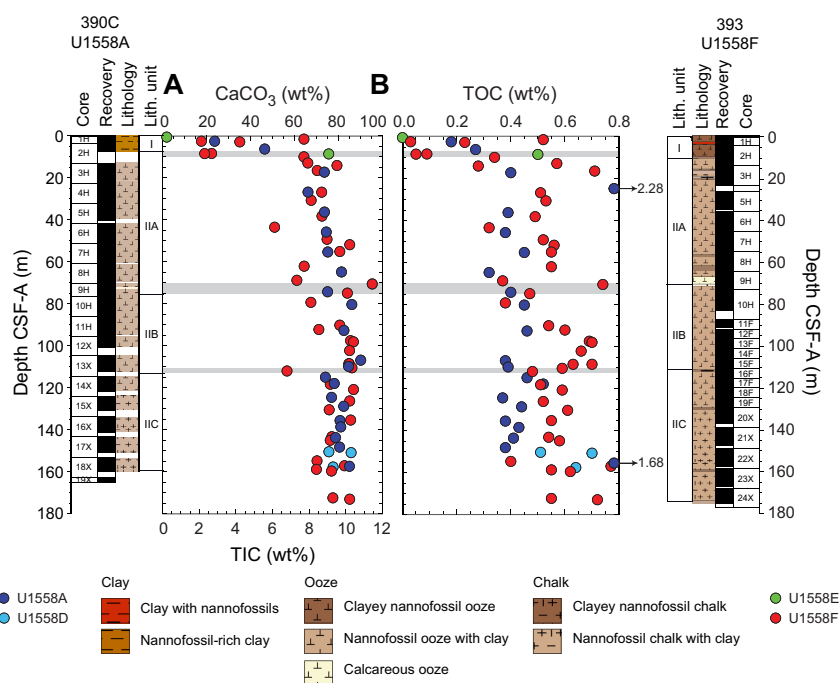 390C
U1558A
393
U1558F
Core
Recovery
Lithology
Lith. unit
A
CaCO3 (wt%)
B
TOC (wt%)
Lith. unit
Lithology
Recovery
Core
0 20 40 60 80 100
0.0 0.2 0.4 0.6 0.8
0
20
40
60
80
100
120
140
160
180
Depth CSF-A (m)
1H
2H
3H
4H
5H
6H
7H
8H
9H
10H
11H
12X
13X
14X
15X
16X
17X
18X
19X
I
IIA
IIB
IIC
2.28
1.68
I
IIA
IIB
IIC
1H
2H
3H
5H
6H
7H
8H
9H
10H
11F
12F
13F
14F
15F
16F
17F
18F
19F
20X
21X
22X
23X
24X
0
20
40
60
80
100
120
140
160
180
Depth CSF-A (m)
0 2 4 6 8 10 12
TIC (wt%)
U1558A
U1558D
Clay
Clay with nannofossils
Nannofossil-rich clay
Ooze
Clayey nannofossil ooze
Nannofossil ooze with clay
Calcareous ooze
Chalk
Clayey nannofossil chalk
Nannofossil chalk with clay
U1558E
U1558F